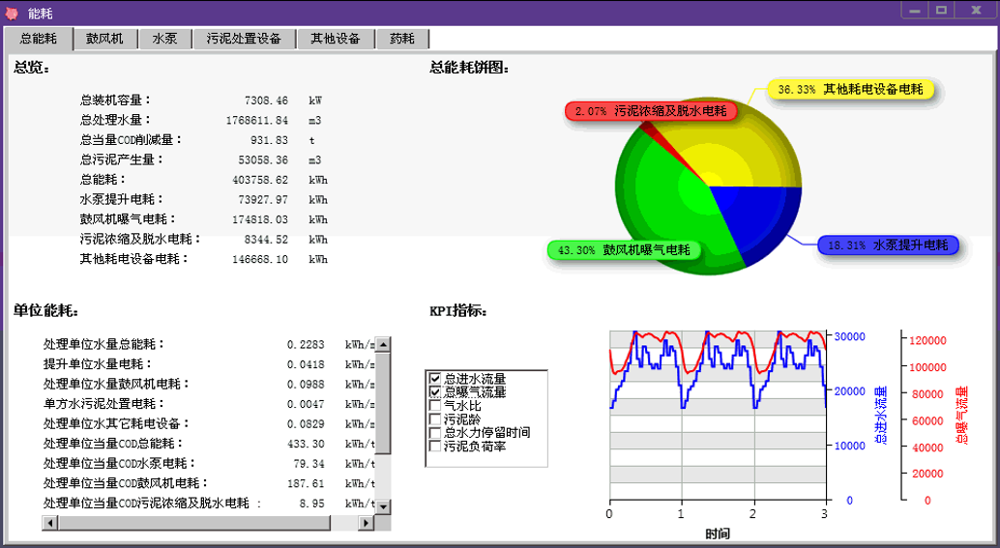 能耗
总能耗 鼓风机 水泵 污泥处置设备 其他设备 药耗
总览:
总装机容量: 7308.46 kW
总处理水量: 1768611.84 m3
总当量COD削减量: 931.83 t
总污泥产生量: 53058.36 m3
总能耗: 403758.62 kWh
水泵提升电耗: 73927.97 kWh
鼓风机曝气电耗: 174818.03 kWh
污泥浓缩及脱水电耗: 8344.52 kWh
其他耗电设备电耗: 146668.10 kWh
总能耗饼图:
36.33% 其他耗电设备电耗
2.07% 污泥浓缩及脱水电耗
43.30% 鼓风机曝气电耗
18.31% 水泵提升电耗
单位能耗:
处理单位水量总能耗: 0.2283 kWh/m
提升单位水量电耗: 0.0418 kWh/m
处理单位水量鼓风机电耗: 0.0988 kWh/m
单方水污泥处置电耗: 0.0047 kWh/m
处理单位水其它耗电设备: 0.0829 kWh/m
处理单位当量COD总能耗: 433.30 kWh/t
处理单位当量COD水泵电耗: 79.34 kWh/t
处理单位当量COD鼓风机电耗: 187.61 kWh/t
处理单位当量COD污泥浓缩及脱水电耗 : 8.95 kWh/t
KPI指标:
总进水流量
总曝气流量
气水比
污泥龄
总水力停留时间
污泥负荷率
30000
20000
10000
0
总进水流量
120000
100000
80000
60000
40000
20000
0
总曝气流量
0 1 2 3
时间